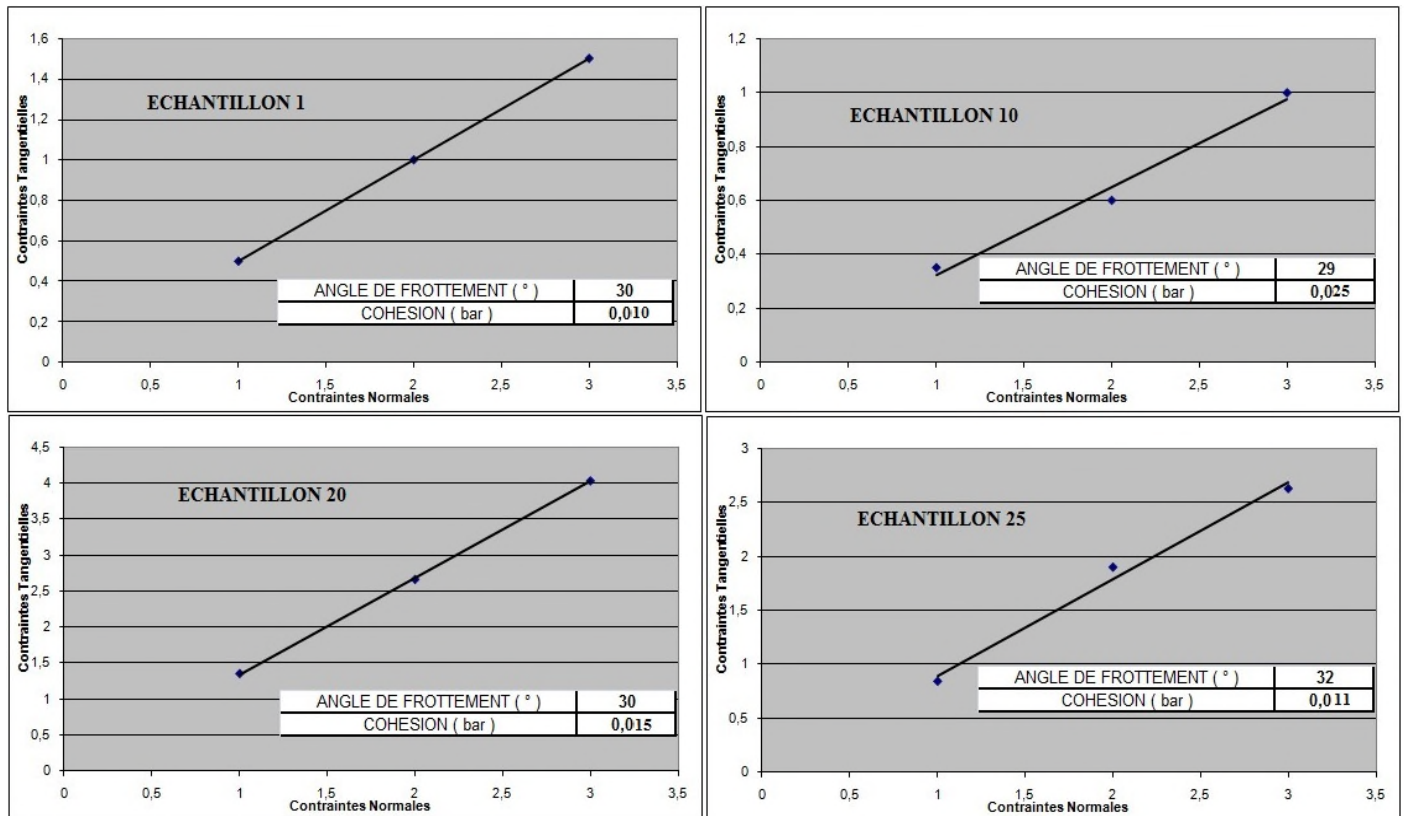 1,6
1,4
1,2
1
0,8
0,6
0,4
0,2
0
Contraintes Tangentielles
ECHANTILLON 1
ANGLE DE FROTTEMENT ( ° ) 30
COHESION ( bar ) 0,010
0 0,5 1 1,5 2 2,5 3 3,5
Contraintes Normales
1,2
1
0,8
0,6
0,4
0,2
0
Contraintes Tangentielles
ECHANTILLON 10
ANGLE DE FROTTEMENT ( ° ) 29
COHESION ( bar ) 0,025
0 0,5 1 1,5 2 2,5 3 3,5
Contraintes Normales
4,5
4
3,5
3
2,5
2
1,5
1
0,5
0
Contraintes Tangentielles
ECHANTILLON 20
ANGLE DE FROTTEMENT ( ° ) 30
COHESION ( bar ) 0,015
0 0,5 1 1,5 2 2,5 3 3,5
Contraintes Normales
3
2,5
2
1,5
1
0,5
0
Contraintes Tangentielles
ECHANTILLON 25
ANGLE DE FROTTEMENT ( ° ) 32
COHESION ( bar ) 0,011
0 0,5 1 1,5 2 2,5 3 3,5
Contraintes Normales